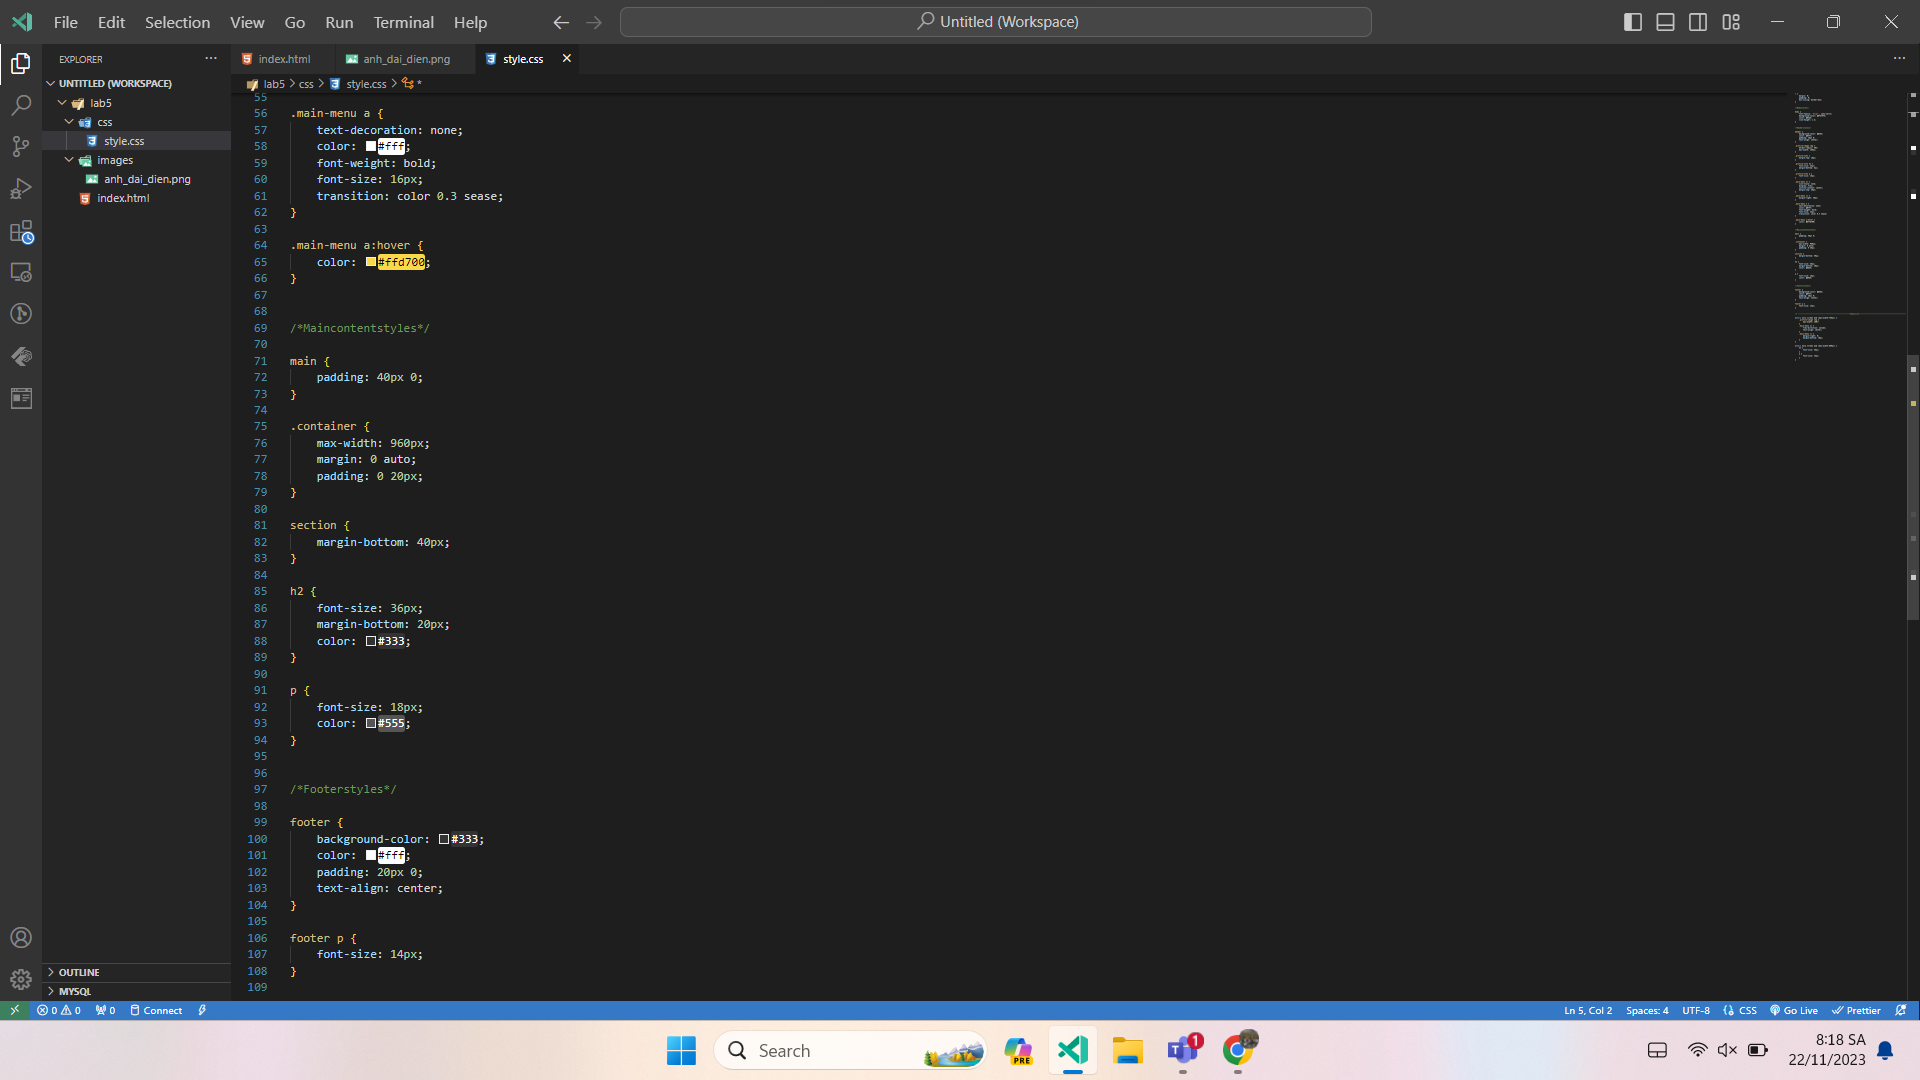 File Edit Selection View Go Run Terminal Help
Untitled (Workspace)
EXPLORER
UNTITLED (WORKSPACE)
lab5
css
style.css
images
anh_dai_dien.png
index.html
OUTLINE
MYSQL
index.html anh_dai_dien.png style.css
lab5 > css > style.css > *
55
56 .main-menu a {
57 text-decoration: none;
58 color: #fff;
59 font-weight: bold;
60 font-size: 16px;
61 transition: color 0.3 sease;
62 }
63
64 .main-menu a:hover {
65 color: #ffd700;
66 }
67
68
69 /*Maincontentstyles*/
70
71 main {
72 padding: 40px 0;
73 }
74
75 .container {
76 max-width: 960px;
77 margin: 0 auto;
78 padding: 0 20px;
79 }
80
81 section {
82 margin-bottom: 40px;
83 }
84
85 h2 {
86 font-size: 36px;
87 margin-bottom: 20px;
88 color: #333;
89 }
90
91 p {
92 font-size: 18px;
93 color: #555;
94 }
95
96
97 /*Footerstyles*/
98
99 footer {
100 background-color: #333;
101 color: #fff;
102 padding: 20px 0;
103 text-align: center;
104 }
105
106 footer p {
107 font-size: 14px;
108 }
109
0 0 0 Connect
Ln 5, Col 2 Spaces: 4 UTF-8 CSS Go Live Prettier
Search
PRE
1
8:18 SA
22/11/2023